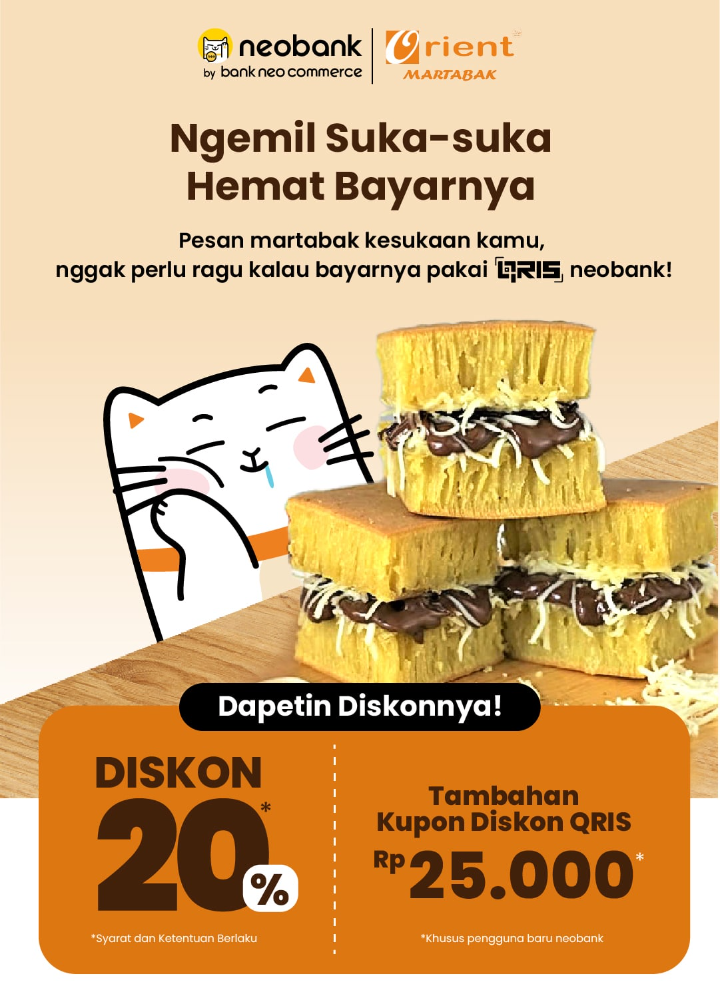 neobank
by bank neo commerce
Orient
MARTABAK
Ngemil Suka-suka
Hemat Bayarnya
Pesan martabak kesukaan kamu,
nggak perlu ragu kalau bayarnya pakai QRIS neobank!
Dapetin Diskonnya!
DISKON
20%*
*Syarat dan Ketentuan Berlaku
Tambahan
Kupon Diskon QRIS
Rp 25.000*
*Khusus pengguna baru neobank